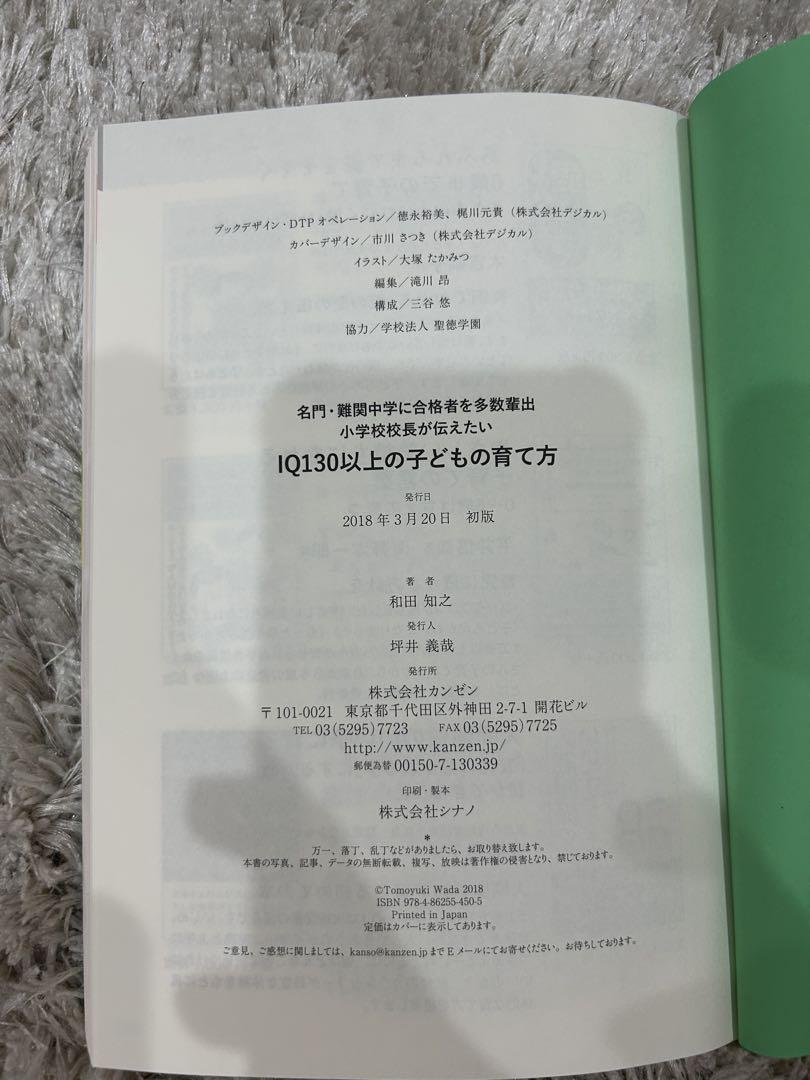 ブックデザイン・DTPオペレーション／徳永裕美、梶川元貴（株式会社デジカル）
カバーデザイン／市川 さつき（株式会社デジカル）
イラスト／大塚 たかみつ
編集／滝川 昂
構成／三谷 悠
協力／学校法人 聖徳学園
名門・難関中学に合格者を多数輩出
小学校校長が伝えたい
IQ130以上の子どもの育て方
発行日
2018年3月20日 初版
著 者
和田 知之
発行人
坪井 義哉
発行所
株式会社カンゼン
〒101-0021 東京都千代田区外神田2-7-1 開花ビル
TEL 03(5295)7723 FAX 03(5295)7725
http://www.kanzen.jp/
郵便為替 00150-7-130339
印刷・製本
株式会社シナノ
*
万一、落丁、乱丁などがありましたら、お取り替え致します。
本書の写真、記事、データの無断転載、複写、放映は著作権の侵害となり、禁じております。
©Tomoyuki Wada 2018
ISBN 978-4-86255-450-5
Printed in Japan
定価はカバーに表示してあります。
ご意見、ご感想に関しましては、kanso@kanzen.jpまでEメールにてお寄せください。お待ちしております。